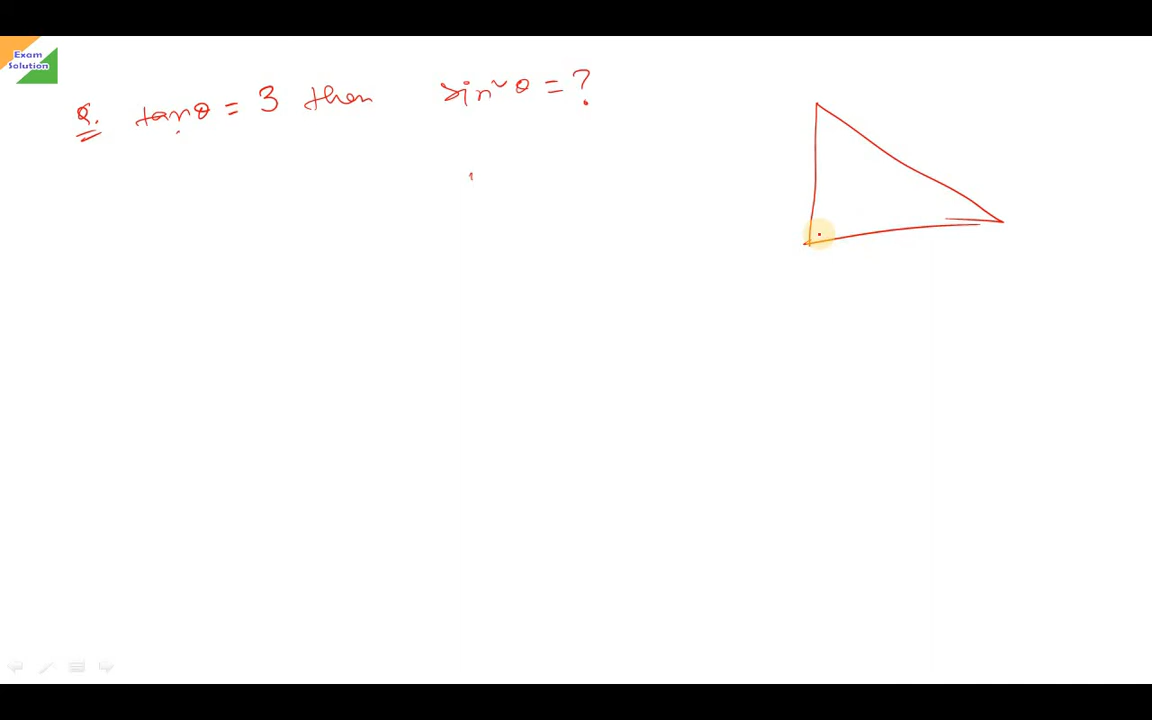 Exam
Solution
Q. tanθ = 3 then sin²θ = ?